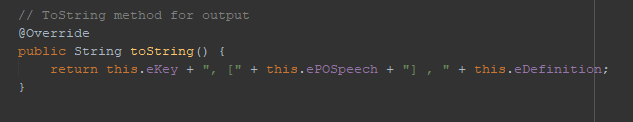 // ToString method for output
@Override
public String toString() {
return this.eKey + ", [" + this.ePOSpeech + "] , " + this.eDefinition;
}